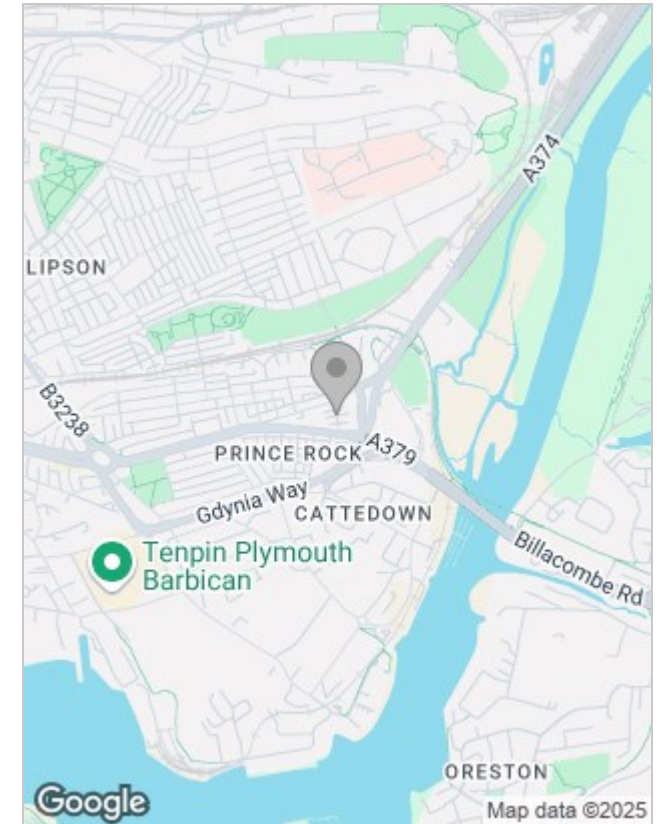 A374
LIPSON
B3238
PRINCE ROCK
A379
Gdynia Way
CATTEDOWN
Tenpin Plymouth
Barbican
Billacombe Rd
ORESTON
Google
Map data ©2025